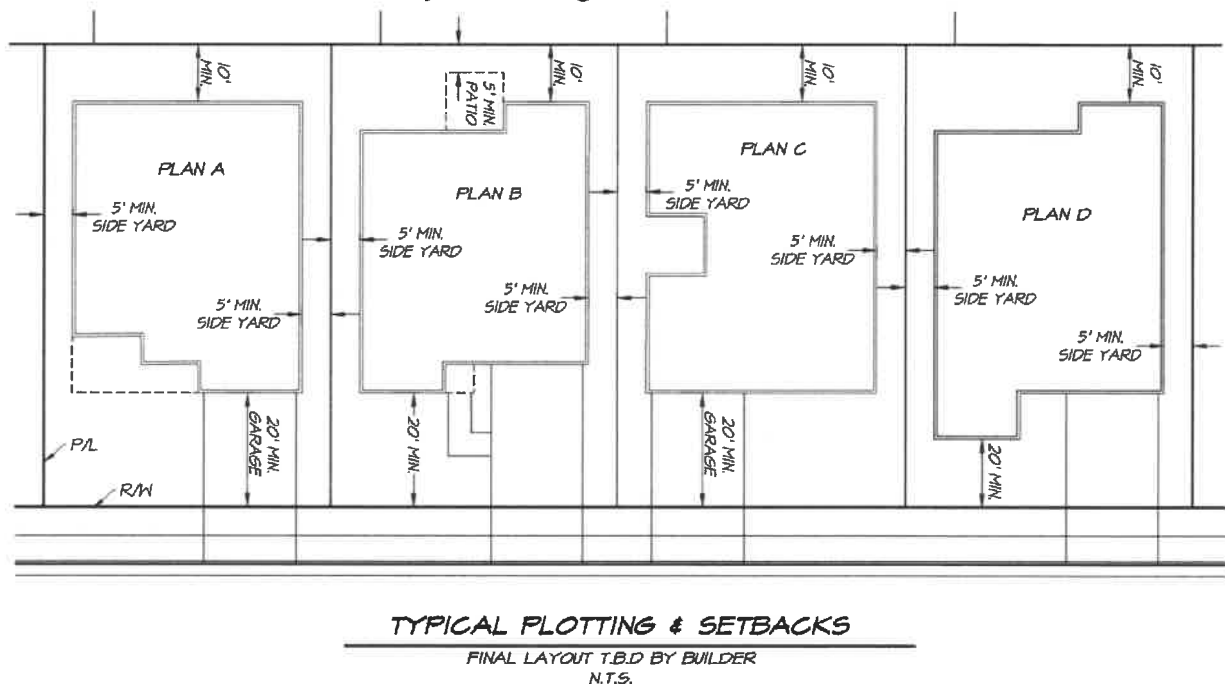 10'
MIN.
5' MIN.
PATIO
10'
MIN.
10'
MIN.
10'
MIN.
PLAN A
PLAN B
PLAN C
PLAN D
5' MIN.
SIDE YARD
5' MIN.
SIDE YARD
5' MIN.
SIDE YARD
5' MIN.
SIDE YARD
5' MIN.
SIDE YARD
5' MIN.
SIDE YARD
5' MIN.
SIDE YARD
5' MIN.
SIDE YARD
P/L
R/W
20' MIN.
GARAGE
20' MIN.
20' MIN.
GARAGE
20' MIN.
TYPICAL PLOTTING & SETBACKS
FINAL LAYOUT T.B.D BY BUILDER
N.T.S.